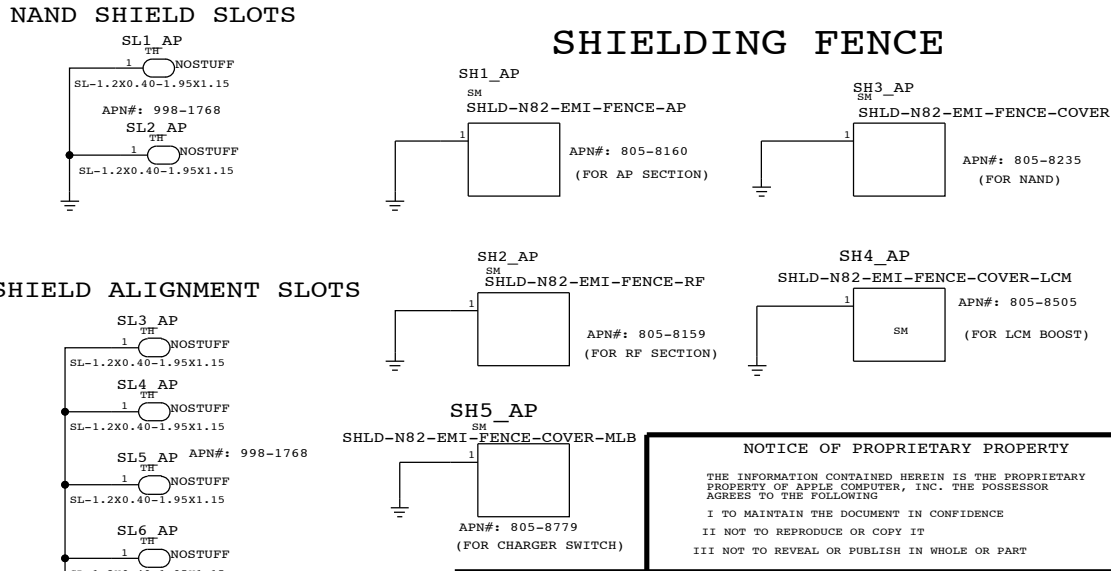 NAND SHIELD SLOTS
SL1_AP
TH
1
NOSTUFF
SL-1.2X0.40-1.95X1.15
APN#: 998-1768
SL2_AP
TH
1
NOSTUFF
SL-1.2X0.40-1.95X1.15
SHIELDING FENCE
SH1_AP
SM
SHLD-N82-EMI-FENCE-AP
1
APN#: 805-8160
(FOR AP SECTION)
SH3_AP
SM
SHLD-N82-EMI-FENCE-COVER
1
APN#: 805-8235
(FOR NAND)
SH2_AP
SM
SHLD-N82-EMI-FENCE-RF
1
APN#: 805-8159
(FOR RF SECTION)
SH4_AP
SHLD-N82-EMI-FENCE-COVER-LCM
1
SM
APN#: 805-8505
(FOR LCM BOOST)
SHIELD ALIGNMENT SLOTS
SL3_AP
TH
1
NOSTUFF
SL-1.2X0.40-1.95X1.15
SL4_AP
TH
1
NOSTUFF
SL-1.2X0.40-1.95X1.15
SL5_AP
APN#: 998-1768
TH
1
NOSTUFF
SL-1.2X0.40-1.95X1.15
SL6_AP
TH
1
NOSTUFF
SH5_AP
SM
SHLD-N82-EMI-FENCE-COVER-MLB
1
APN#: 805-8779
(FOR CHARGER SWITCH)
NOTICE OF PROPRIETARY PROPERTY
THE INFORMATION CONTAINED HEREIN IS THE PROPRIETARY
PROPERTY OF APPLE COMPUTER, INC. THE POSSESSOR
AGREES TO THE FOLLOWING
I TO MAINTAIN THE DOCUMENT IN CONFIDENCE
II NOT TO REPRODUCE OR COPY IT
III NOT TO REVEAL OR PUBLISH IN WHOLE OR PART